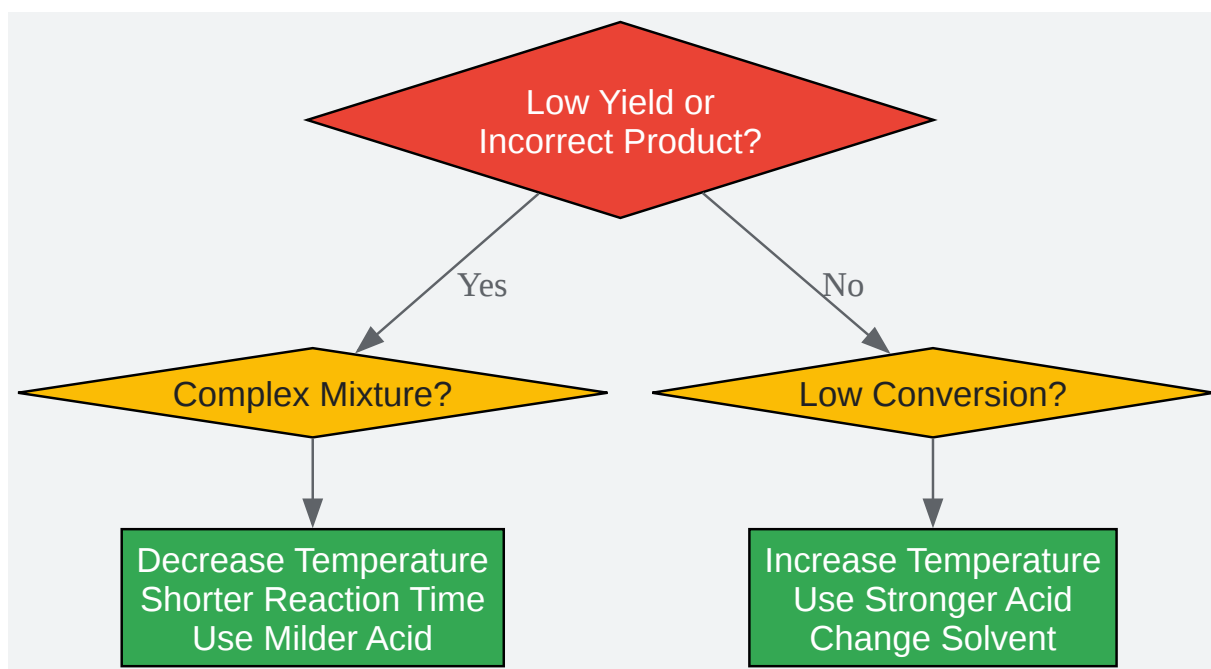 Low Yield or
Incorrect Product?
Yes
No
Complex Mixture?
Low Conversion?
Decrease Temperature
Shorter Reaction Time
Use Milder Acid
Increase Temperature
Use Stronger Acid
Change Solvent